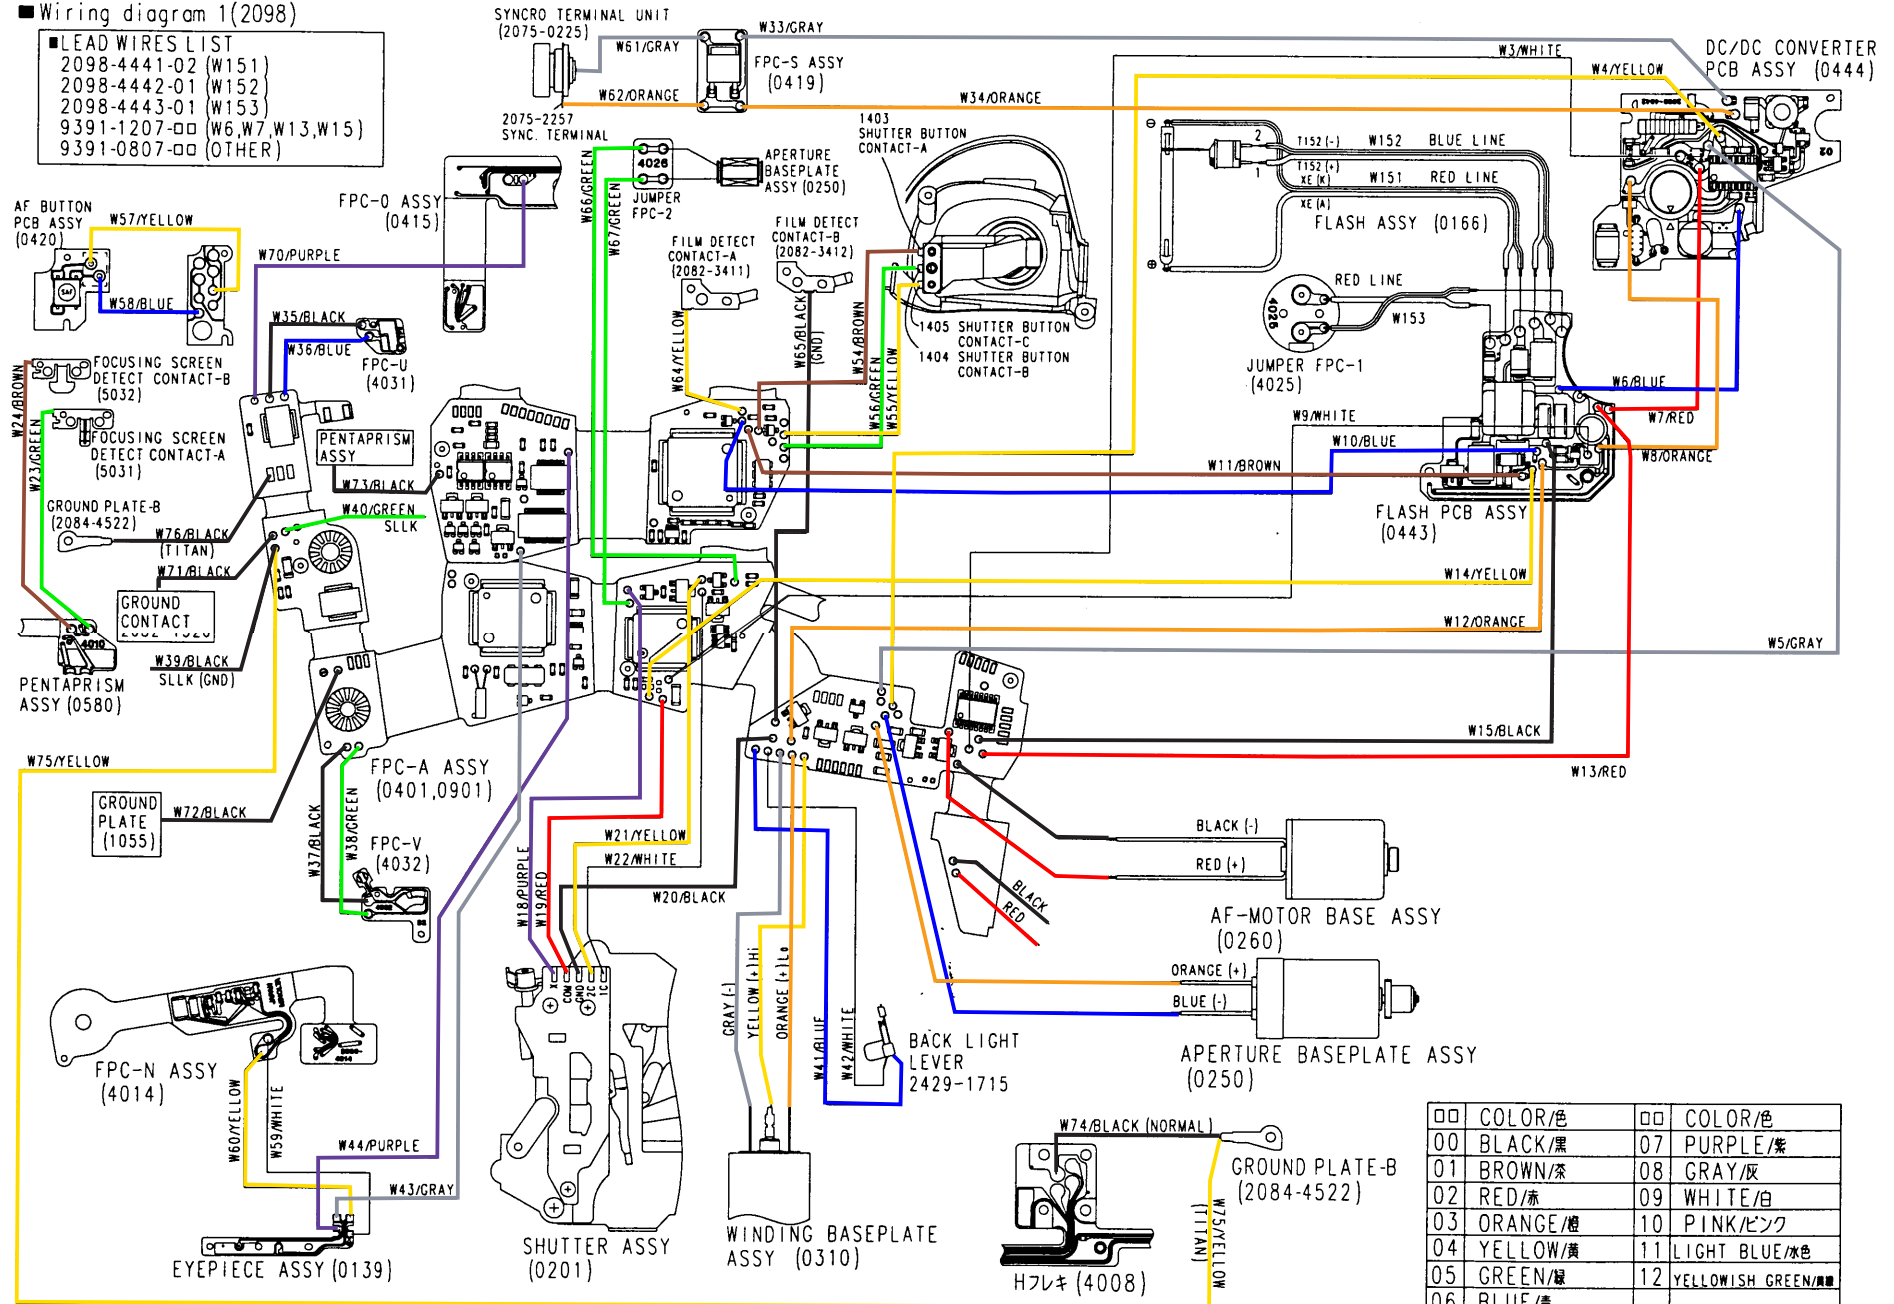 ■Wiring diagram 1(2098)
■LEAD WIRES LIST
2098-4441-02 (W151)
2098-4442-01 (W152)
2098-4443-01 (W153)
9391-1207-□□ (W6,W7,W13,W15)
9391-0807-□□ (OTHER)
SYNCRO TERMINAL UNIT
(2075-0225)
W61/GRAY
W33/GRAY
FPC-S ASSY
(0419)
W62/ORANGE
W34/ORANGE
2075-2257
SYNC. TERMINAL
W3/WHITE
W4/YELLOW
DC/DC CONVERTER
PCB ASSY (0444)
02
1403
SHUTTER BUTTON
CONTACT-A
4026
JUMPER
FPC-2
APERTURE
BASEPLATE
ASSY (0250)
W66/GREEN
W67/GREEN
FPC-O ASSY
(0415)
AF BUTTON
PCB ASSY
(0420)
W57/YELLOW
W58/BLUE
W70/PURPLE
W35/BLACK
W36/BLUE
FPC-U
(4031)
FILM DETECT
CONTACT-A
(2082-3411)
FILM DETECT
CONTACT-B
(2082-3412)
W64/YELLOW
W65/BLACK
(GND)
W54/BROWN
W56/GREEN
W55/YELLOW
1405 SHUTTER BUTTON
CONTACT-C
1404 SHUTTER BUTTON
CONTACT-B
⊖
⊕
2
1
T152 (-)
W152 BLUE LINE
T152 (+)
XE (K)
W151 RED LINE
XE (A)
FLASH ASSY (0166)
RED LINE
W153
4025
JUMPER FPC-1
(4025)
W6/BLUE
W7/RED
W8/ORANGE
W9/WHITE
W10/BLUE
W11/BROWN
FLASH PCB ASSY
(0443)
W24/BROWN
FOCUSING SCREEN
DETECT CONTACT-B
(5032)
W23/GREEN
FOCUSING SCREEN
DETECT CONTACT-A
(5031)
PENTAPRISM
ASSY
W73/BLACK
GROUND PLATE-B
(2084-4522)
W40/GREEN
SLLK
W76/BLACK
(TITAN)
W71/BLACK
GROUND
CONTACT
4010
W39/BLACK
SLLK (GND)
PENTAPRISM
ASSY (0580)
W14/YELLOW
W12/ORANGE
W5/GRAY
W15/BLACK
W13/RED
W75/YELLOW
FPC-A ASSY
(0401,0901)
GROUND
PLATE
(1055)
W72/BLACK
W37/BLACK
W38/GREEN
FPC-V
(4032)
W18/PURPLE
W19/RED
W21/YELLOW
W22/WHITE
W20/BLACK
BLACK (-)
RED (+)
AF-MOTOR BASE ASSY
(0260)
BLACK
RED
ORANGE (+)
BLUE (-)
APERTURE BASEPLATE ASSY
(0250)
X
COM
GND
2C
1C
GRAY (-)
YELLOW (+)Hi
ORANGE (+)Lo
W41/BLUE
W42/WHITE
BACK LIGHT
LEVER
2429-1715
FPC-N ASSY
(4014)
W60/YELLOW
W59/WHITE
W44/PURPLE
W43/GRAY
EYEPIECE ASSY (0139)
SHUTTER ASSY
(0201)
WINDING BASEPLATE
ASSY (0310)
W74/BLACK (NORMAL)
GROUND PLATE-B
(2084-4522)
W75/YELLOW
(TITAN)
Hフレキ (4008)
□□ COLOR/色 □□ COLOR/色
00 BLACK/黒 07 PURPLE/紫
01 BROWN/茶 08 GRAY/灰
02 RED/赤 09 WHITE/白
03 ORANGE/橙 10 PINK/ピンク
04 YELLOW/黄 11 LIGHT BLUE/水色
05 GREEN/緑 12 YELLOWISH GREEN/黄緑
06 BLUE/青